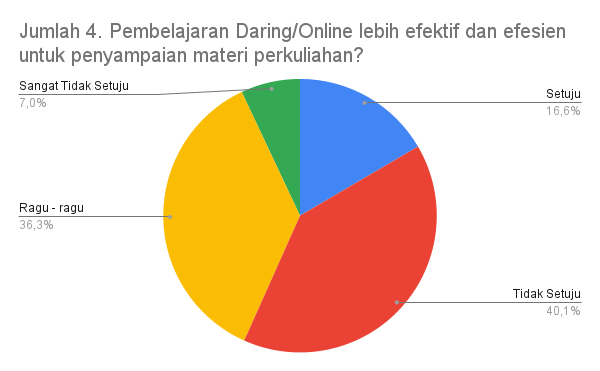 Jumlah 4. Pembelajaran Daring/Online lebih efektif dan efesien
untuk penyampaian materi perkuliahan?
Sangat Tidak Setuju
7,0%
Setuju
16,6%
Ragu - ragu
36,3%
Tidak Setuju
40,1%